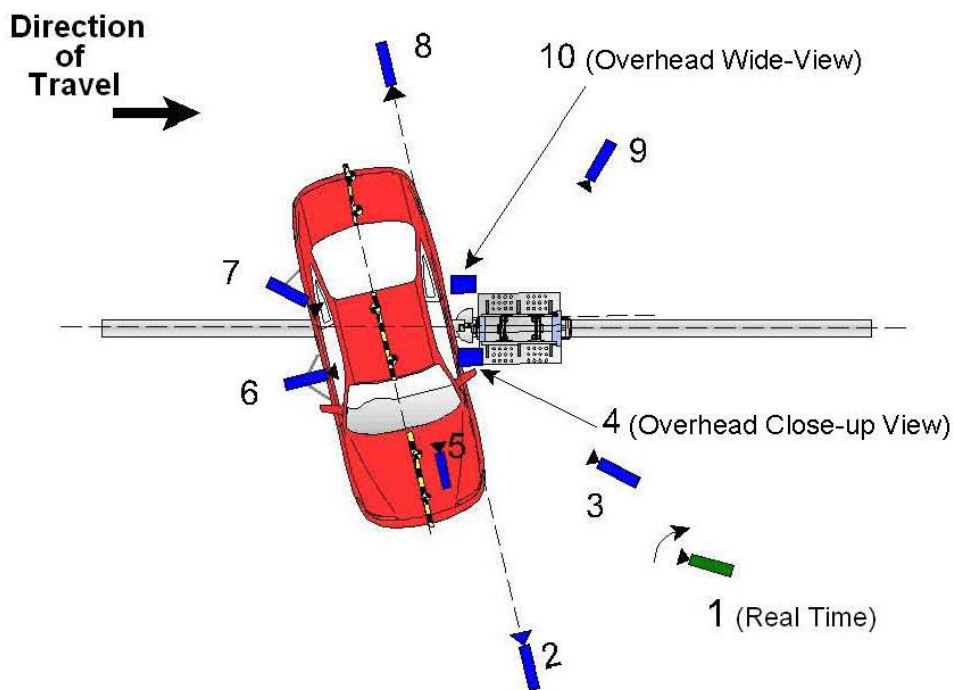 Direction
of
Travel
8
10 (Overhead Wide-View)
9
7
6
4 (Overhead Close-up View)
5
3
1 (Real Time)
2